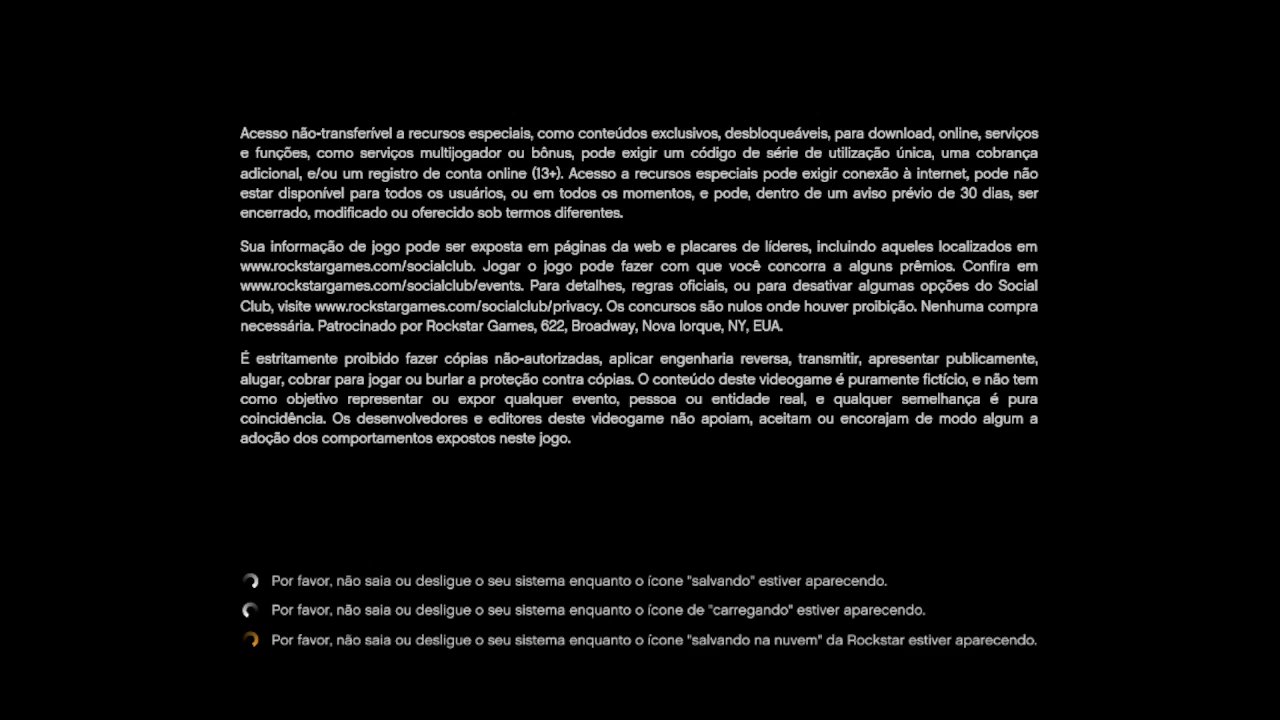 Acesso não-transferível a recursos especiais, como conteúdos exclusivos, desbloqueáveis, para download, online, serviços
e funções, como serviços multijogador ou bônus, pode exigir um código de série de utilização única, uma cobrança
adicional, e/ou um registro de conta online (13+). Acesso a recursos especiais pode exigir conexão à internet, pode não
estar disponível para todos os usuários, ou em todos os momentos, e pode, dentro de um aviso prévio de 30 dias, ser
encerrado, modificado ou oferecido sob termos diferentes.
Sua informação de jogo pode ser exposta em páginas da web e placares de líderes, incluindo aqueles localizados em
www.rockstargames.com/socialclub. Jogar o jogo pode fazer com que você concorra a alguns prêmios. Confira em
www.rockstargames.com/socialclub/events. Para detalhes, regras oficiais, ou para desativar algumas opções do Social
Club, visite www.rockstargames.com/socialclub/privacy. Os concursos são nulos onde houver proibição. Nenhuma compra
necessária. Patrocinado por Rockstar Games, 622, Broadway, Nova Iorque, NY, EUA.
É estritamente proibido fazer cópias não-autorizadas, aplicar engenharia reversa, transmitir, apresentar publicamente,
alugar, cobrar para jogar ou burlar a proteção contra cópias. O conteúdo deste videogame é puramente fictício, e não tem
como objetivo representar ou expor qualquer evento, pessoa ou entidade real, e qualquer semelhança é pura
coincidência. Os desenvolvedores e editores deste videogame não apoiam, aceitam ou encorajam de modo algum a
adoção dos comportamentos expostos neste jogo.
Por favor, não saia ou desligue o seu sistema enquanto o ícone "salvando" estiver aparecendo.
Por favor, não saia ou desligue o seu sistema enquanto o ícone de "carregando" estiver aparecendo.
Por favor, não saia ou desligue o seu sistema enquanto o ícone "salvando na nuvem" da Rockstar estiver aparecendo.